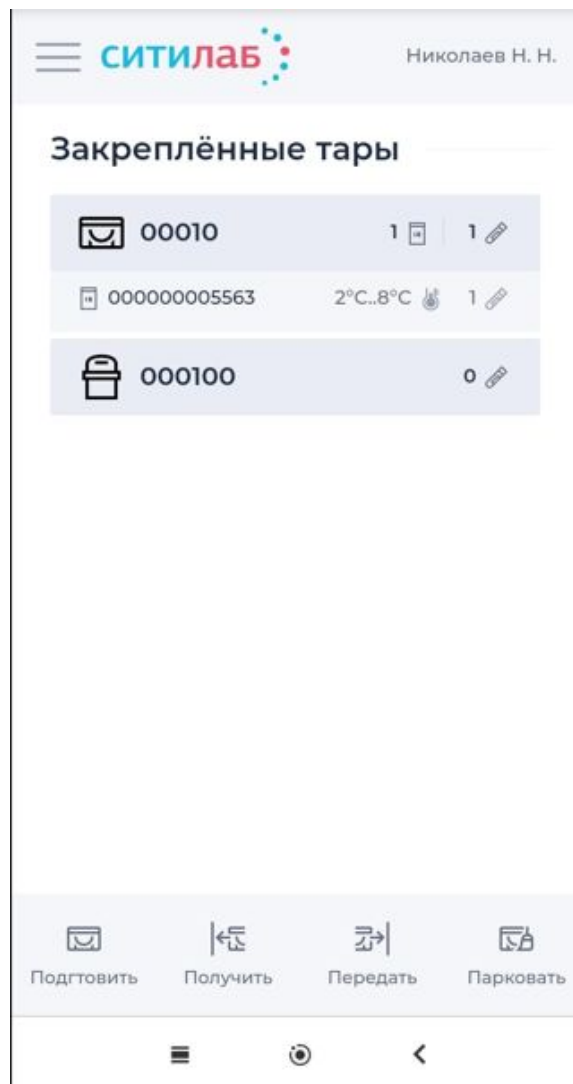 ситилаб
Николаев Н. Н.
Закреплённые тары
00010 1 1
000000005563 2°C..8°C 1
000100 0
Подгтовить Получить Передать Парковать